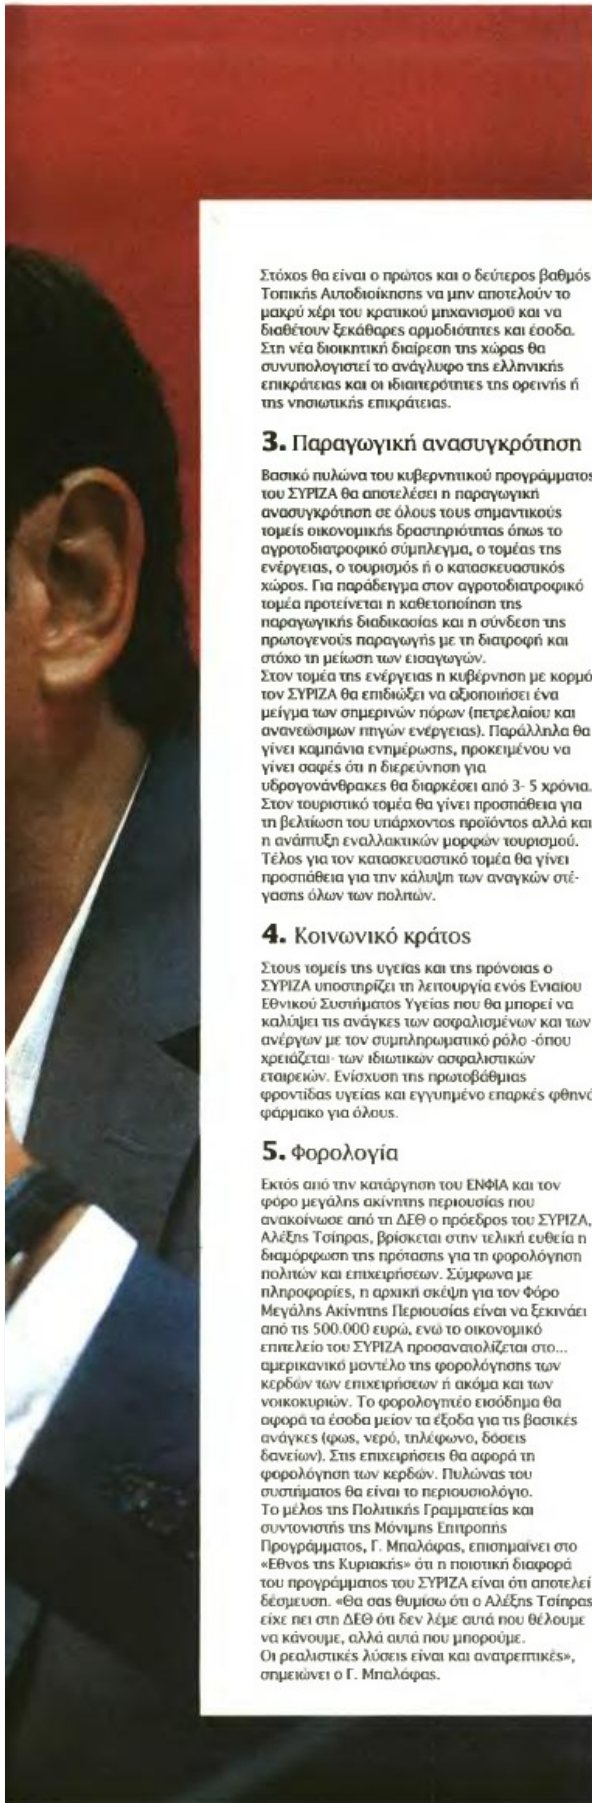 Στόχος θα είναι ο πρώτος και ο δεύτερος βαθμός
Τοπικής Αυτοδιοίκησης να μην αποτελούν το
μακρύ χέρι του κρατικού μηχανισμού και να
διαθέτουν ξεκάθαρες αρμοδιότητες και έσοδα.
Στη νέα διοικητική διαίρεση της χώρας θα
συνυπολογιστεί το ανάγλυφο της ελληνικής
επικράτειας και οι ιδιαιτερότητες της ορεινής ή
της νησιωτικής επικράτειας.
3. Παραγωγική ανασυγκρότηση
Βασικό πυλώνα του κυβερνητικού προγράμματος
του ΣΥΡΙΖΑ θα αποτελέσει η παραγωγική
ανασυγκρότηση σε όλους τους σημαντικούς
τομείς οικονομικής δραστηριότητας όπως το
αγροτοδιατροφικό σύμπλεγμα, ο τομέας της
ενέργειας, ο τουρισμός ή ο κατασκευαστικός
χώρος. Για παράδειγμα στον αγροτοδιατροφικό
τομέα προτείνεται η καθετοποίηση της
παραγωγικής διαδικασίας και η σύνδεση της
πρωτογενούς παραγωγής με τη διατροφή και
στόχο τη μείωση των εισαγωγών.
Στον τομέα της ενέργειας η κυβέρνηση με κορμό
τον ΣΥΡΙΖΑ θα επιδιώξει να αξιοποιήσει ένα
μείγμα των σημερινών πόρων (πετρελαίου και
ανανεώσιμων πηγών ενέργειας). Παράλληλα θα
γίνει καμπάνια ενημέρωσης, προκειμένου να
γίνει σαφές ότι η διερεύνηση για
υδρογονάνθρακες θα διαρκέσει από 3- 5 χρόνια.
Στον τουριστικό τομέα θα γίνει προσπάθεια για
τη βελτίωση του υπάρχοντος προϊόντος αλλά και
η ανάπτυξη εναλλακτικών μορφών τουρισμού.
Τέλος για τον κατασκευαστικό τομέα θα γίνει
προσπάθεια για την κάλυψη των αναγκών στέ-
γασης όλων των πολιτών.
4. Κοινωνικό κράτος
Στους τομείς της υγείας και της πρόνοιας ο
ΣΥΡΙΖΑ υποστηρίζει τη λειτουργία ενός Ενιαίου
Εθνικού Συστήματος Υγείας που θα μπορεί να
καλύψει τις ανάγκες των ασφαλισμένων και των
ανέργων με τον συμπληρωματικό ρόλο -όπου
χρειάζεται- των ιδιωτικών ασφαλιστικών
εταιρειών. Ενίσχυση της πρωτοβάθμιας
φροντίδας υγείας και εγγυημένο επαρκές φθηνό
φάρμακο για όλους.
5. Φορολογία
Εκτός από την κατάργηση του ΕΝΦΙΑ και τον
φόρο μεγάλης ακίνητης περιουσίας που
ανακοίνωσε από τη ΔΕΘ ο πρόεδρος του ΣΥΡΙΖΑ,
Αλέξης Τσίπρας, βρίσκεται στην τελική ευθεία η
διαμόρφωση της πρότασης για τη φορολόγηση
πολιτών και επιχειρήσεων. Σύμφωνα με
πληροφορίες, η αρχική σκέψη για τον Φόρο
Μεγάλης Ακίνητης Περιουσίας είναι να ξεκινάει
από τις 500.000 ευρώ, ενώ το οικονομικό
επιτελείο του ΣΥΡΙΖΑ προσανατολίζεται στο...
αμερικανικό μοντέλο της φορολόγησης των
κερδών των επιχειρήσεων ή ακόμα και των
νοικοκυριών. Το φορολογητέο εισόδημα θα
αφορά τα έσοδα μείον τα έξοδα για τις βασικές
ανάγκες (φως, νερό, τηλέφωνο, δόσεις
δανείων). Στις επιχειρήσεις θα αφορά τη
φορολόγηση των κερδών. Πυλώνας του
συστήματος θα είναι το περιουσιολόγιο.
Το μέλος της Πολιτικής Γραμματείας και
συντονιστής της Μόνιμης Επιτροπής
Προγράμματος, Γ. Μπαλάφας, επισημαίνει στο
«Εθνος της Κυριακής» ότι η ποιοτική διαφορά
του προγράμματος του ΣΥΡΙΖΑ είναι ότι αποτελεί
δέσμευση. «Θα σας θυμίσω ότι ο Αλέξης Τσίπρας
είχε πει στη ΔΕΘ ότι δεν λέμε αυτά που θέλουμε
να κάνουμε, αλλά αυτά που μπορούμε.
Οι ρεαλιστικές λύσεις είναι και ανατρεπτικές»,
σημειώνει ο Γ. Μπαλάφας.